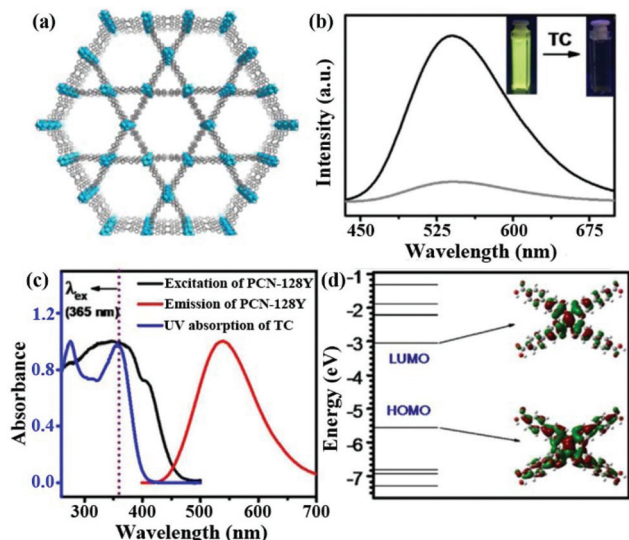 (a)
(b)
TC
Intensity (a.u.)
450 525 600 675
Wavelength (nm)
(c)
λex
(365 nm)
Excitation of PCN-128Y
Emission of PCN-128Y
UV absorption of TC
1.2
0.8
0.4
0.0
Absorbance
300 400 500 600 700
Wavelength (nm)
(d)
-1
-2
-3
-4
-5
-6
-7
Energy (eV)
LUMO
HOMO